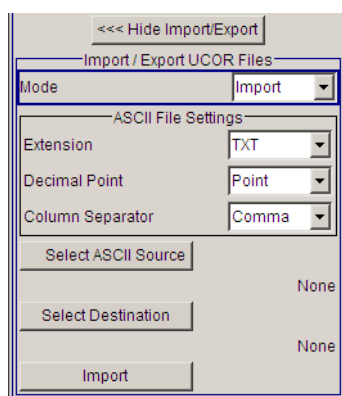 <<< Hide Import/Export
Import / Export UCOR Files
Mode Import
ASCII File Settings
Extension TXT
Decimal Point Point
Column Separator Comma
Select ASCII Source
None
Select Destination
None
Import